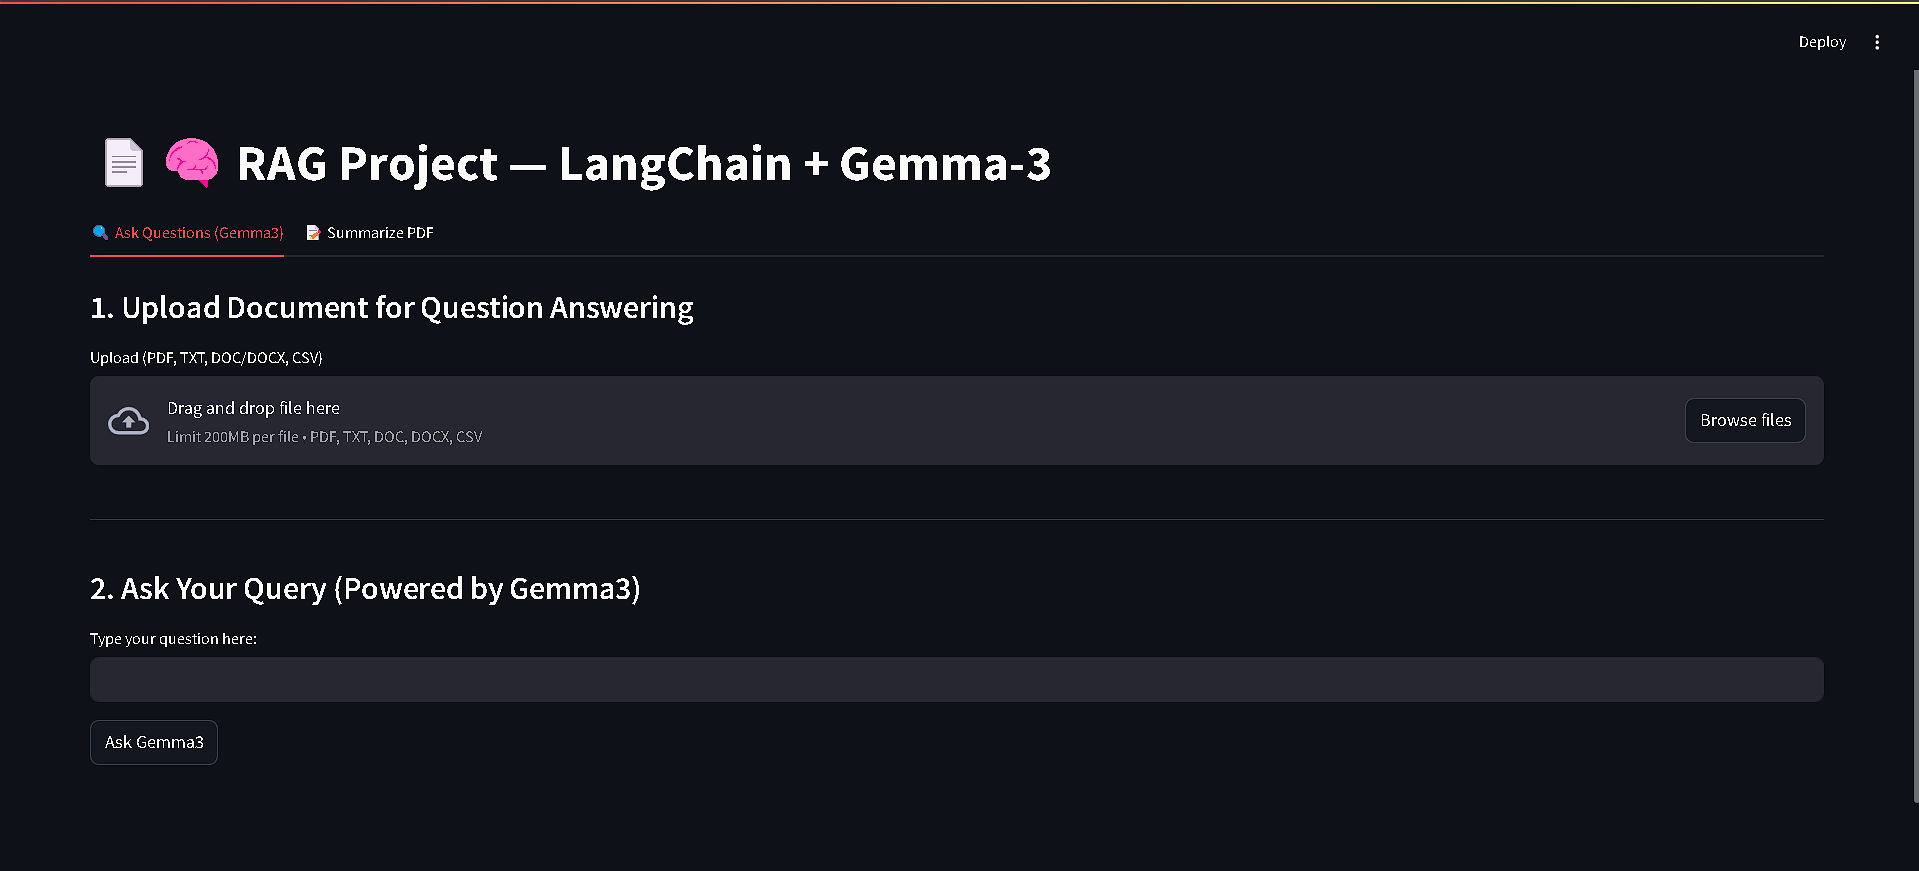 Deploy
RAG Project — LangChain + Gemma-3
Ask Questions (Gemma3) Summarize PDF
1. Upload Document for Question Answering
Upload (PDF, TXT, DOC/DOCX, CSV)
Drag and drop file here
Limit 200MB per file • PDF, TXT, DOC, DOCX, CSV
Browse files
2. Ask Your Query (Powered by Gemma3)
Type your question here:
Ask Gemma3